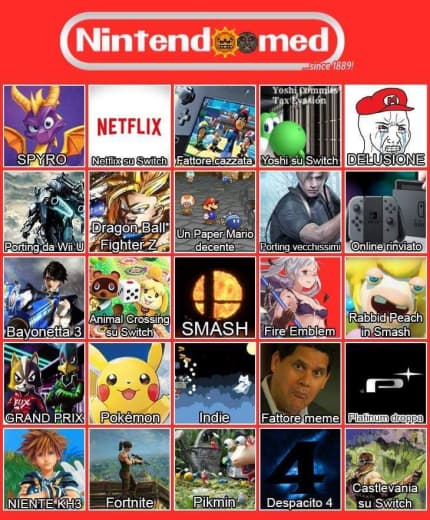 Nintendoomed
...since 1889!
SPYRO
NETFLIX
Netflix su Switch
Fattore cazzata
Yoshi Commits
Tax Evasion
Yoshi su Switch
M
DELUSIONE
Porting da Wii U
Dragon Ball
Fighter Z
Un Paper Mario
decente
Porting vecchissimi
Online rinviato
Bayonetta 3
Animal Crossing
su Switch
SMASH
Fire Emblem
Rabbid Peach
in Smash
GRAND PRIX
Pokémon
Indie
Fattore meme
Platinum droppa
NIENTE KH3
Fortnite
Pikmin
4
Despacito 4
Castlevania
su Switch